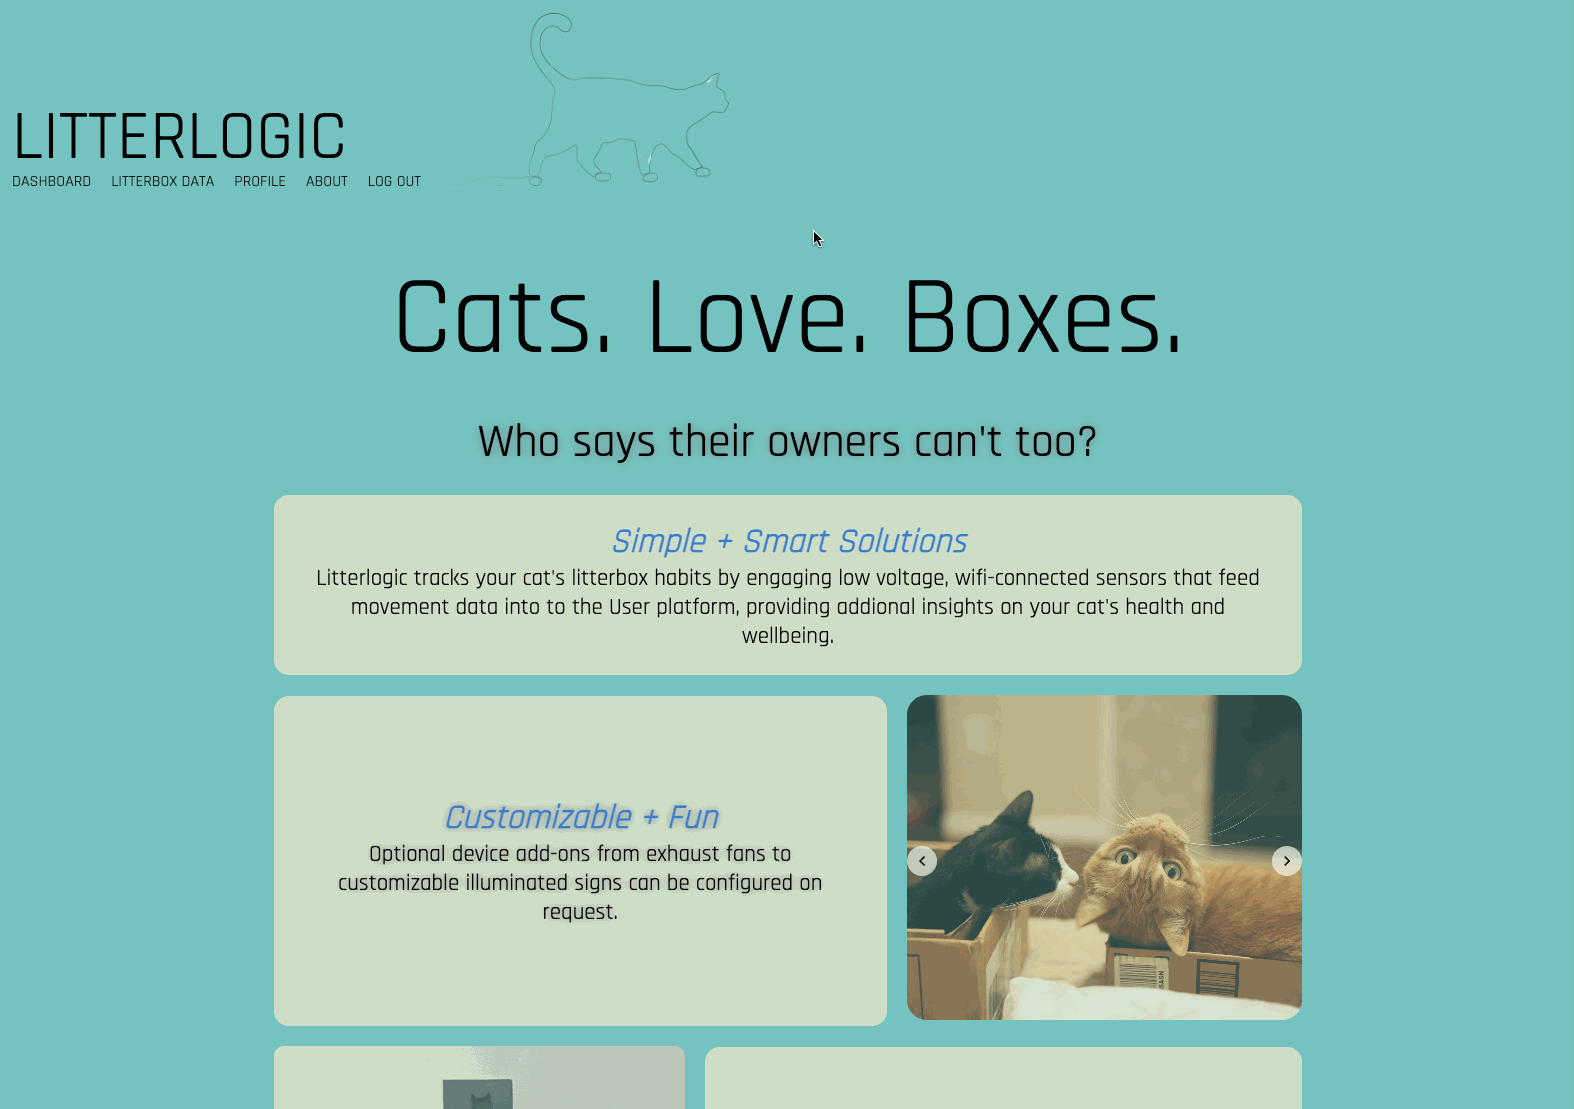 LITTERLOGIC
DASHBOARD LITTERBOX DATA PROFILE ABOUT LOG OUT
Cats. Love. Boxes.
Who says their owners can't too?
Simple + Smart Solutions
Litterlogic tracks your cat's litterbox habits by engaging low voltage, wifi-connected sensors that feed
movement data into to the User platform, providing addional insights on your cat's health and
wellbeing.
Customizable + Fun
Optional device add-ons from exhaust fans to
customizable illuminated signs can be configured on
request.